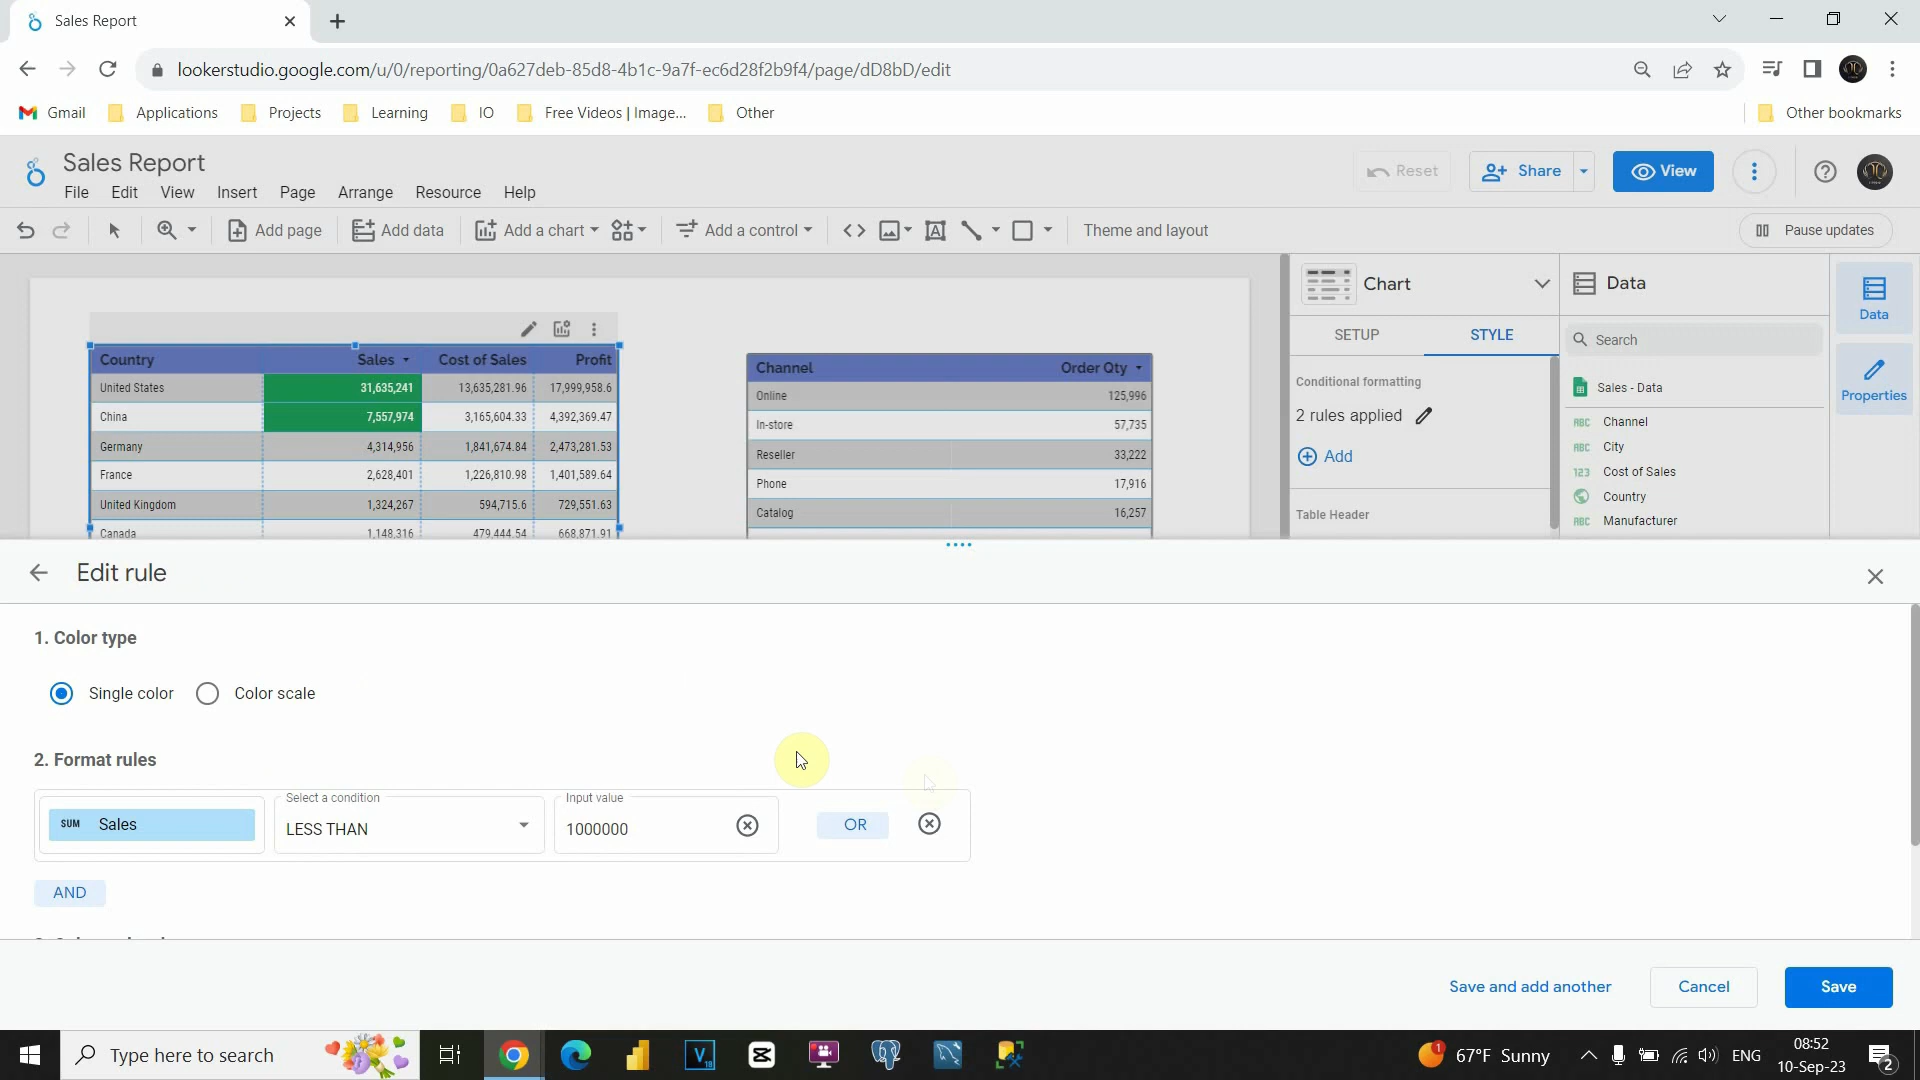 Sales Report
lookerstudio.google.com/u/0/reporting/0a627deb-85d8-4b1c-9a7f-ec6d28f2b9f4/page/dD8bD/edit
Gmail Applications Projects Learning IO Free Videos | Image... Other Other bookmarks
Sales Report
Reset Share View
File Edit View Insert Page Arrange Resource Help
Add page Add data Add a chart Add a control Theme and layout Pause updates
Chart Data
Data
SETUP STYLE Search
Country Sales Cost of Sales Profit
United States 31,635,241 13,635,281.96 17,999,958.6
China 7,557,974 3,165,604.33 4,392,369.47
Germany 4,314,956 1,841,674.84 2,473,281.53
France 2,628,401 1,226,810.98 1,401,589.64
United Kingdom 1,324,267 594,715.6 729,551.63
Canada 1,148,316 479,444.54 668,871.91
Channel Order Qty
Online 125,996
In-store 57,735
Reseller 33,222
Phone 17,916
Catalog 16,257
Conditional formatting
2 rules applied
Add
Table Header
Sales - Data
ABC Channel
ABC City
123 Cost of Sales
Country
ABC Manufacturer
Properties
Edit rule
1. Color type
Single color Color scale
2. Format rules
Select a condition Input value
SUM Sales LESS THAN 1000000 OR
AND
Save and add another Cancel Save
Type here to search
V 18
1 67°F Sunny ENG 08:52
10-Sep-23 2